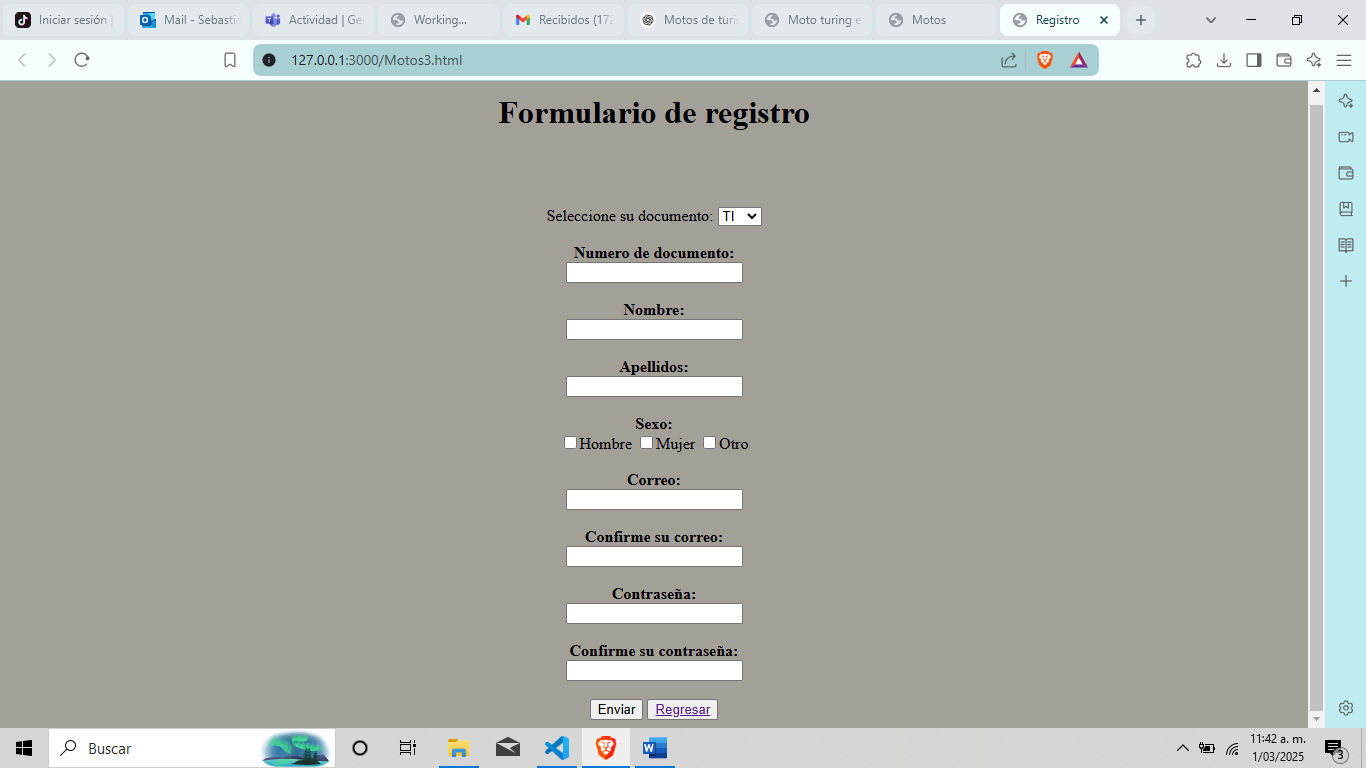 Iniciar sesión
Mail - Sebastia
Actividad | Ge
Working...
Recibidos (172
Motos de turis
Moto turing e
Motos
Registro
127.0.0.1:3000/Motos3.html
Formulario de registro
Seleccione su documento: TI
Numero de documento:
Nombre:
Apellidos:
Sexo:
Hombre Mujer Otro
Correo:
Confirme su correo:
Contraseña:
Confirme su contraseña:
Enviar Regresar
Buscar
11:42 a. m.
1/03/2025
3